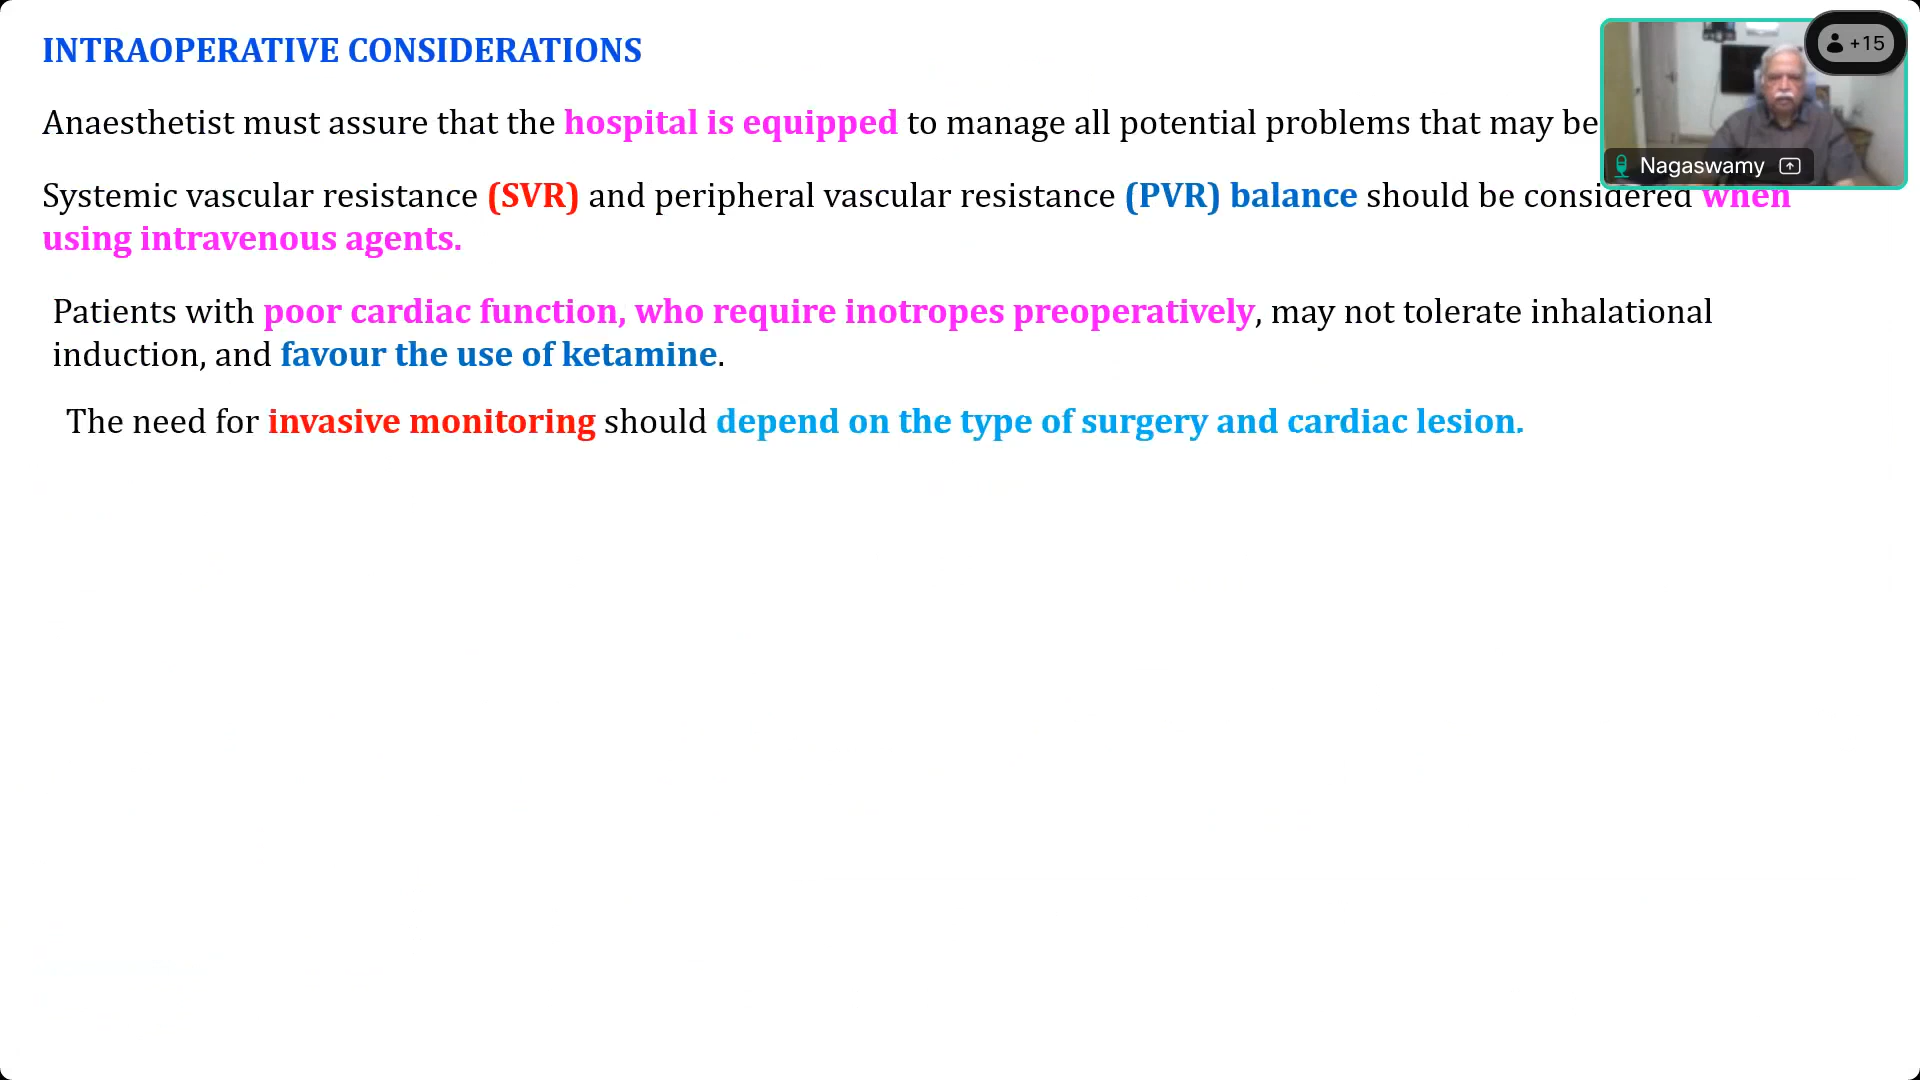 INTRAOPERATIVE CONSIDERATIONS
+15
Anaesthetist must assure that the hospital is equipped to manage all potential problems that may be
Nagaswamy
Systemic vascular resistance (SVR) and peripheral vascular resistance (PVR) balance should be considered when
using intravenous agents.
Patients with poor cardiac function, who require inotropes preoperatively, may not tolerate inhalational
induction, and favour the use of ketamine.
The need for invasive monitoring should depend on the type of surgery and cardiac lesion.